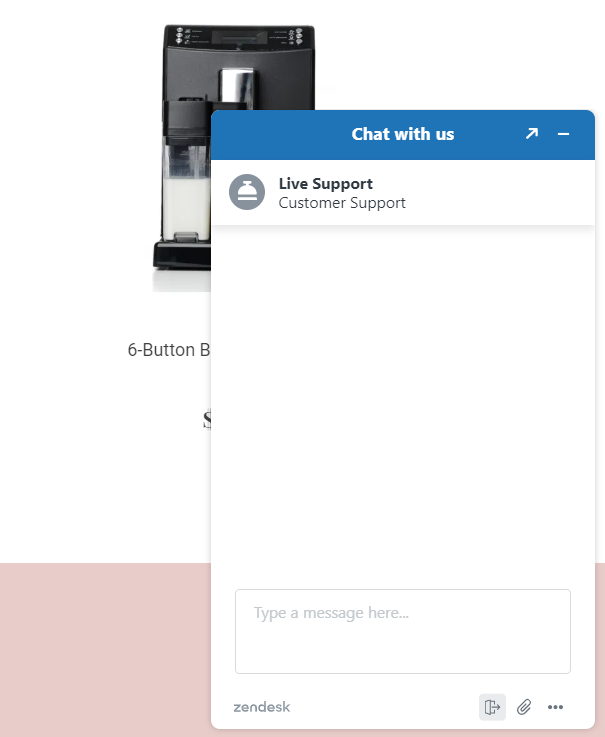 Chat with us
Live Support
Customer Support
6-Button B
$
Type a message here...
zendesk